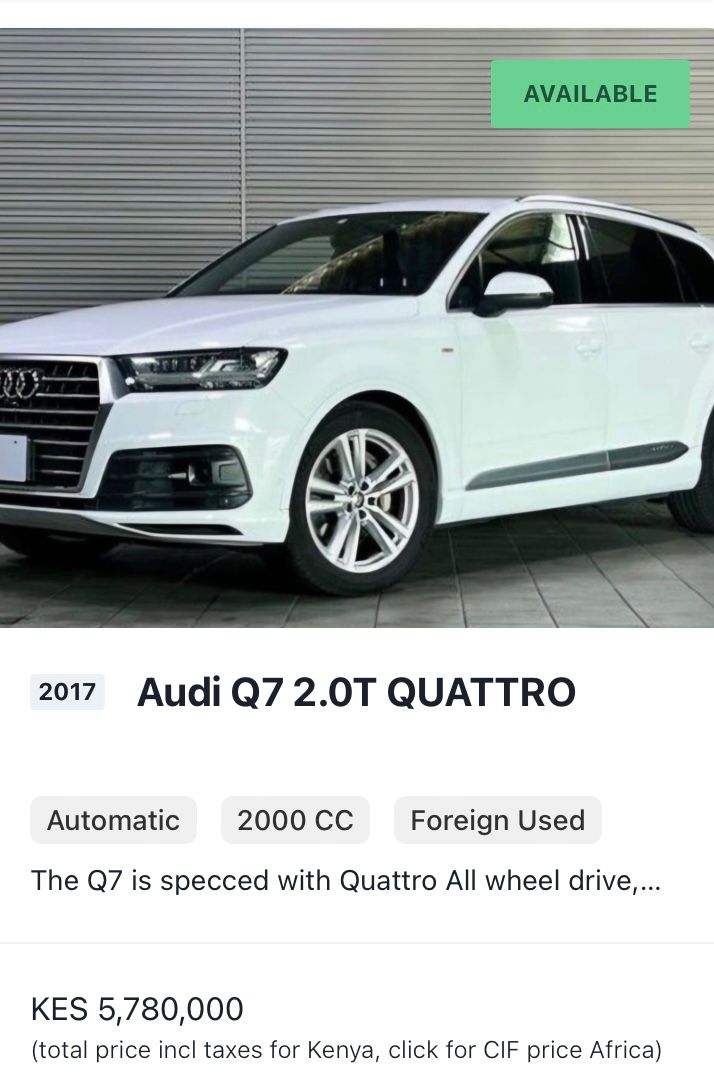 AVAILABLE
2017 Audi Q7 2.0T QUATTRO
Automatic 2000 CC Foreign Used
The Q7 is specced with Quattro All wheel drive,...
KES 5,780,000
(total price incl taxes for Kenya, click for CIF price Africa)